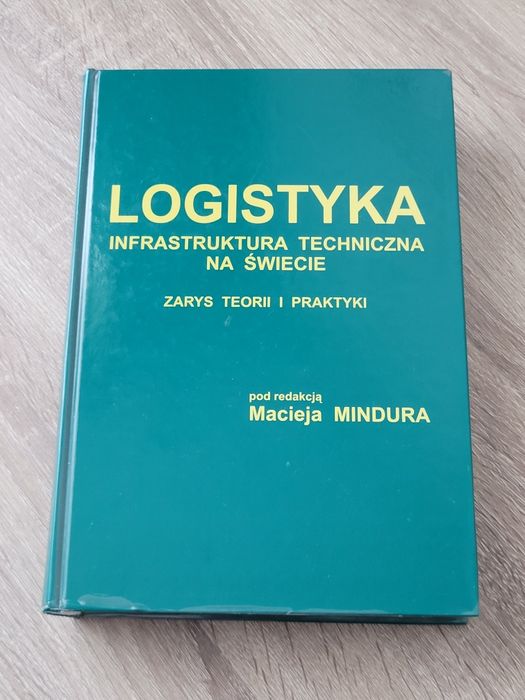 LOGISTYKA
INFRASTRUKTURA TECHNICZNA
NA ŚWIECIE
ZARYS TEORII I PRAKTYKI
pod redakcją
Macieja MINDURA